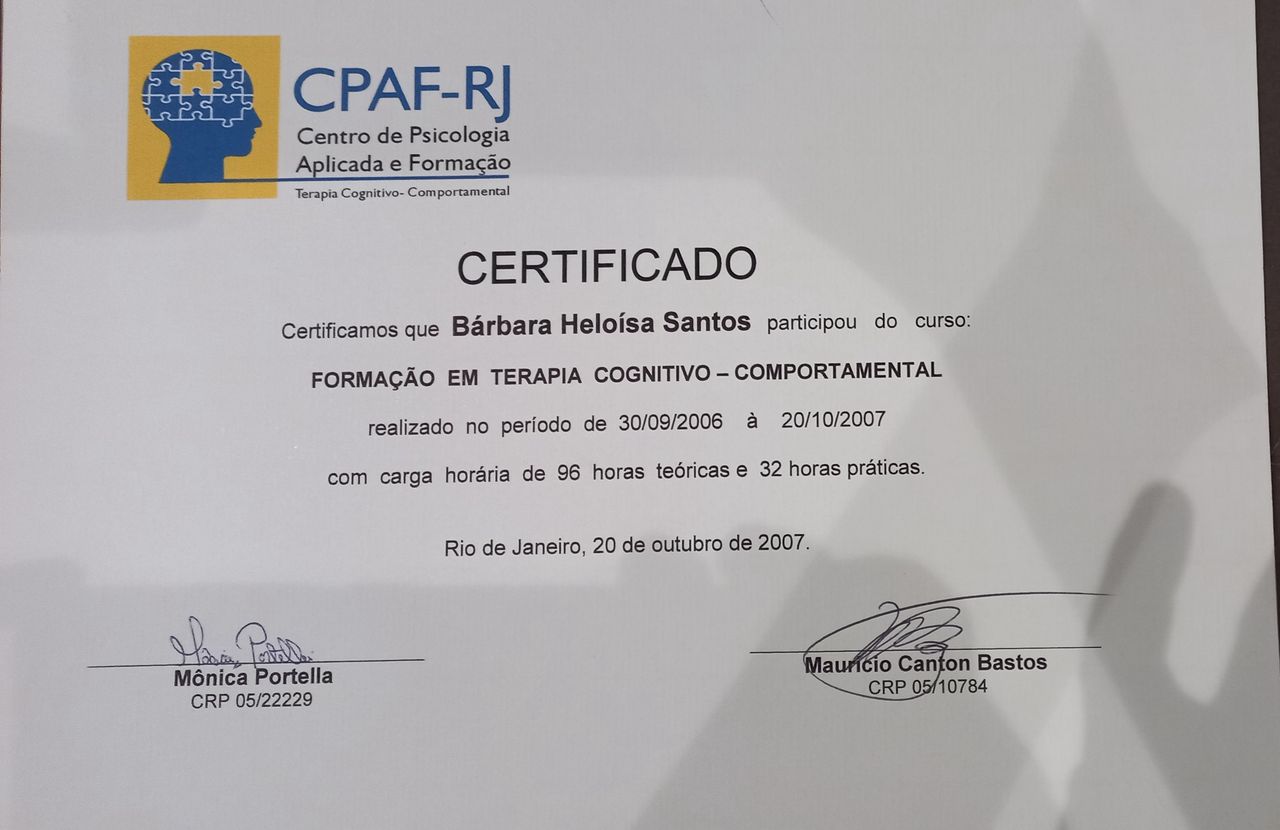 CPAF-RJ
Centro de Psicologia
Aplicada e Formação
Terapia Cognitivo- Comportamental
CERTIFICADO
Certificamos que Bárbara Heloísa Santos participou do curso:
FORMAÇÃO EM TERAPIA COGNITIVO – COMPORTAMENTAL
realizado no período de 30/09/2006 à 20/10/2007
com carga horária de 96 horas teóricas e 32 horas práticas.
Rio de Janeiro, 20 de outubro de 2007.
Mônica Portella
Mônica Portella
CRP 05/22229
Maurício Canton Bastos
CRP 05/10784